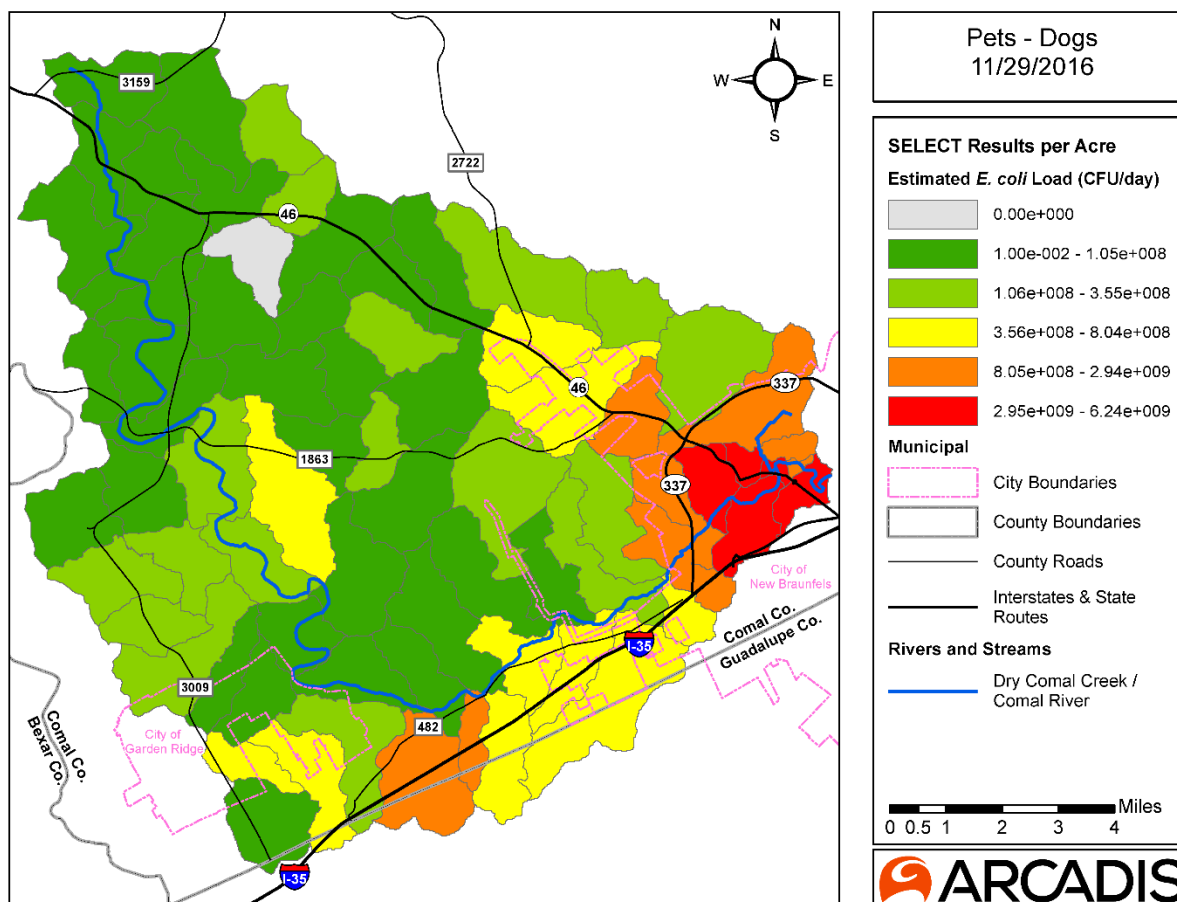 3159
2722
46
46
337
337
1863
3009
482
I-35
I-35
City of
New Braunfels
City of
Garden Ridge
Comal Co.
Guadalupe Co.
Comal Co.
Bexar Co.
N
W
E
S
Pets - Dogs
11/29/2016
SELECT Results per Acre
Estimated E. coli Load (CFU/day)
0.00e+000
1.00e-002 - 1.05e+008
1.06e+008 - 3.55e+008
3.56e+008 - 8.04e+008
8.05e+008 - 2.94e+009
2.95e+009 - 6.24e+009
Municipal
City Boundaries
County Boundaries
County Roads
Interstates & State
Routes
Rivers and Streams
Dry Comal Creek /
Comal River
Miles
0 0.5 1 2 3 4
ARCADIS